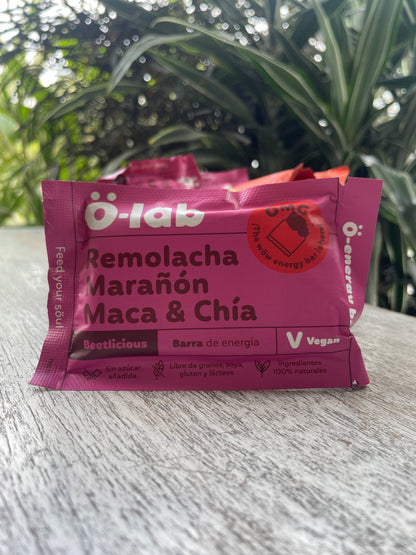 Ö-lab
OMG
(The wow energy bar is here)
Remolacha
Marañón
Maca & Chía
Beetlicious
Barra de energía
V Vegan
Sin azúcar
añadida
Libre de granos, soya,
gluten y lácteos
Ingredientes
100% naturales
Feed your soul
Ö-energy